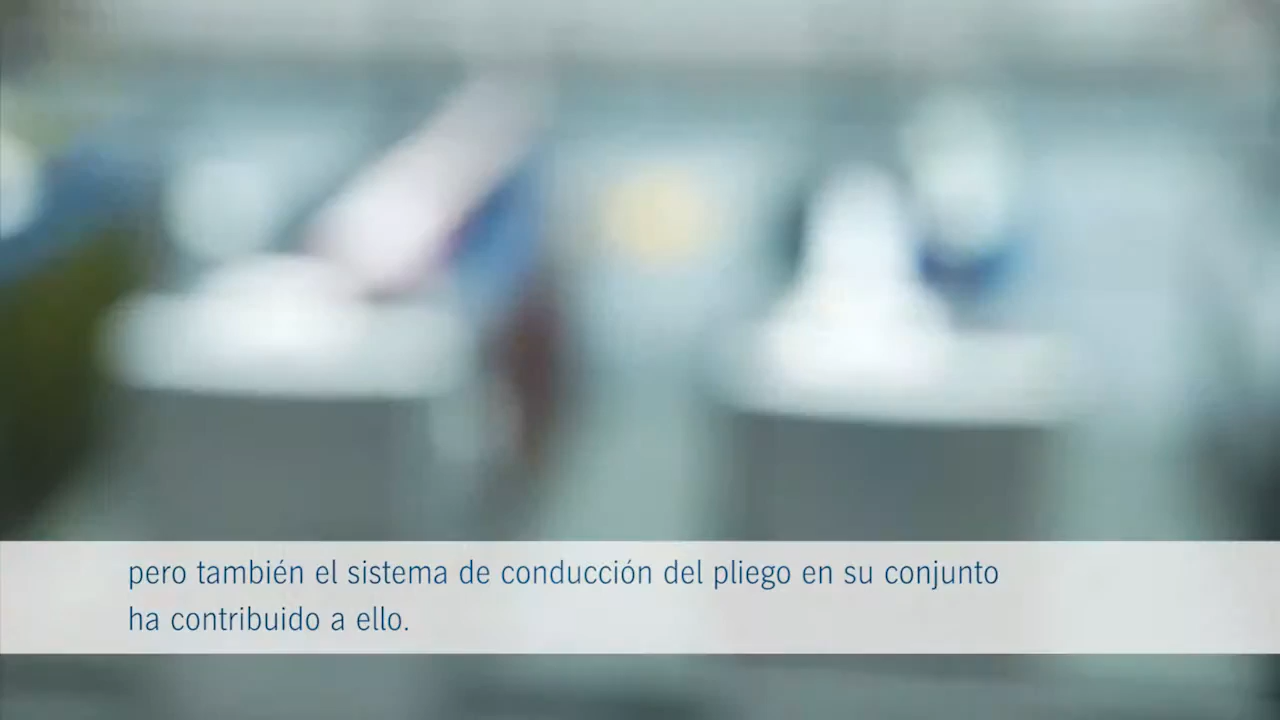 pero también el sistema de conducción del pliego en su conjunto
ha contribuido a ello.